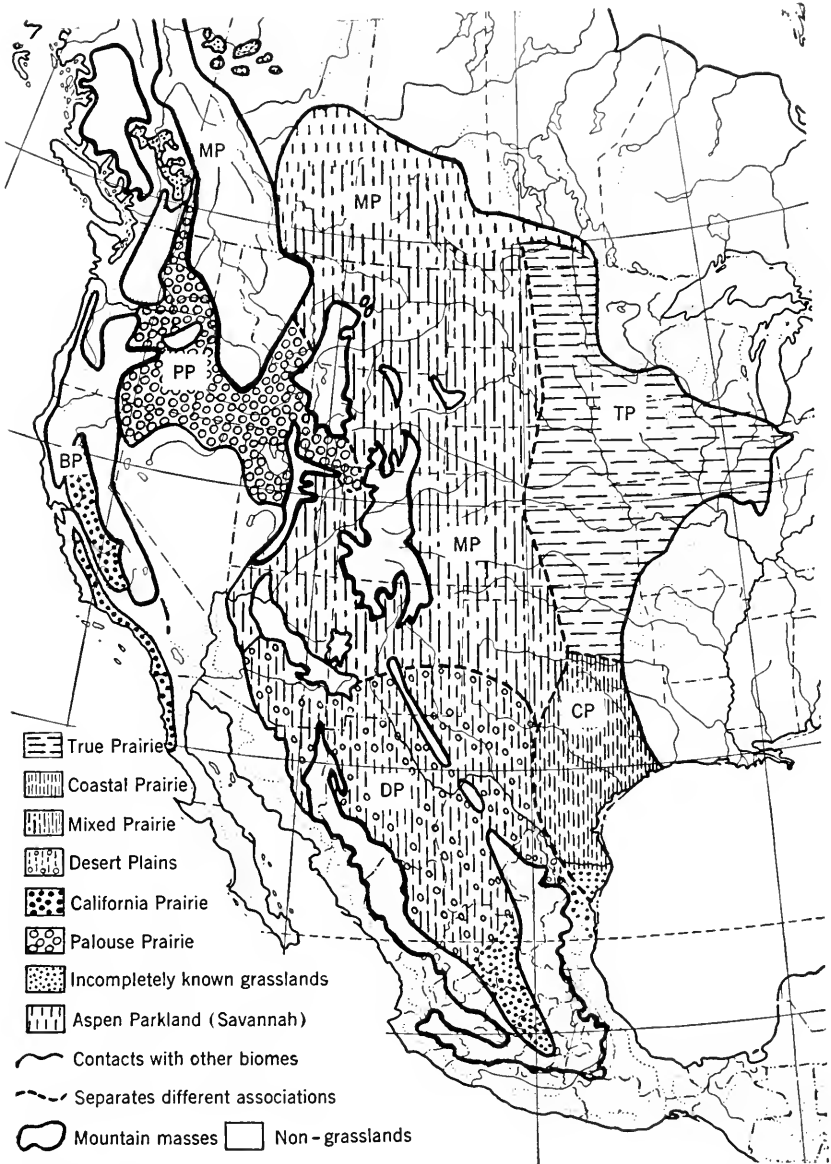 MP
MP
PP
TP
BP
MP
CP
DP
True Prairie
Coastal Prairie
Mixed Prairie
Desert Plains
California Prairie
Palouse Prairie
Incompletely known grasslands
Aspen Parkland (Savannah)
Contacts with other biomes
Separates different associations
Mountain masses Non-grasslands